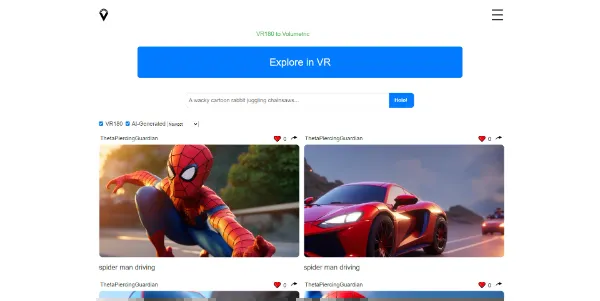 VR180 to Volumetric
Explore in VR
A wacky cartoon rabbit juggling chainsaws...
Holo!
VR180 AI-Generated Newest
ThetaPiercingGuardian 0
ThetaPiercingGuardian 0
spider man driving
spider man driving
ThetaPiercingGuardian 0
ThetaPiercingGuardian 0